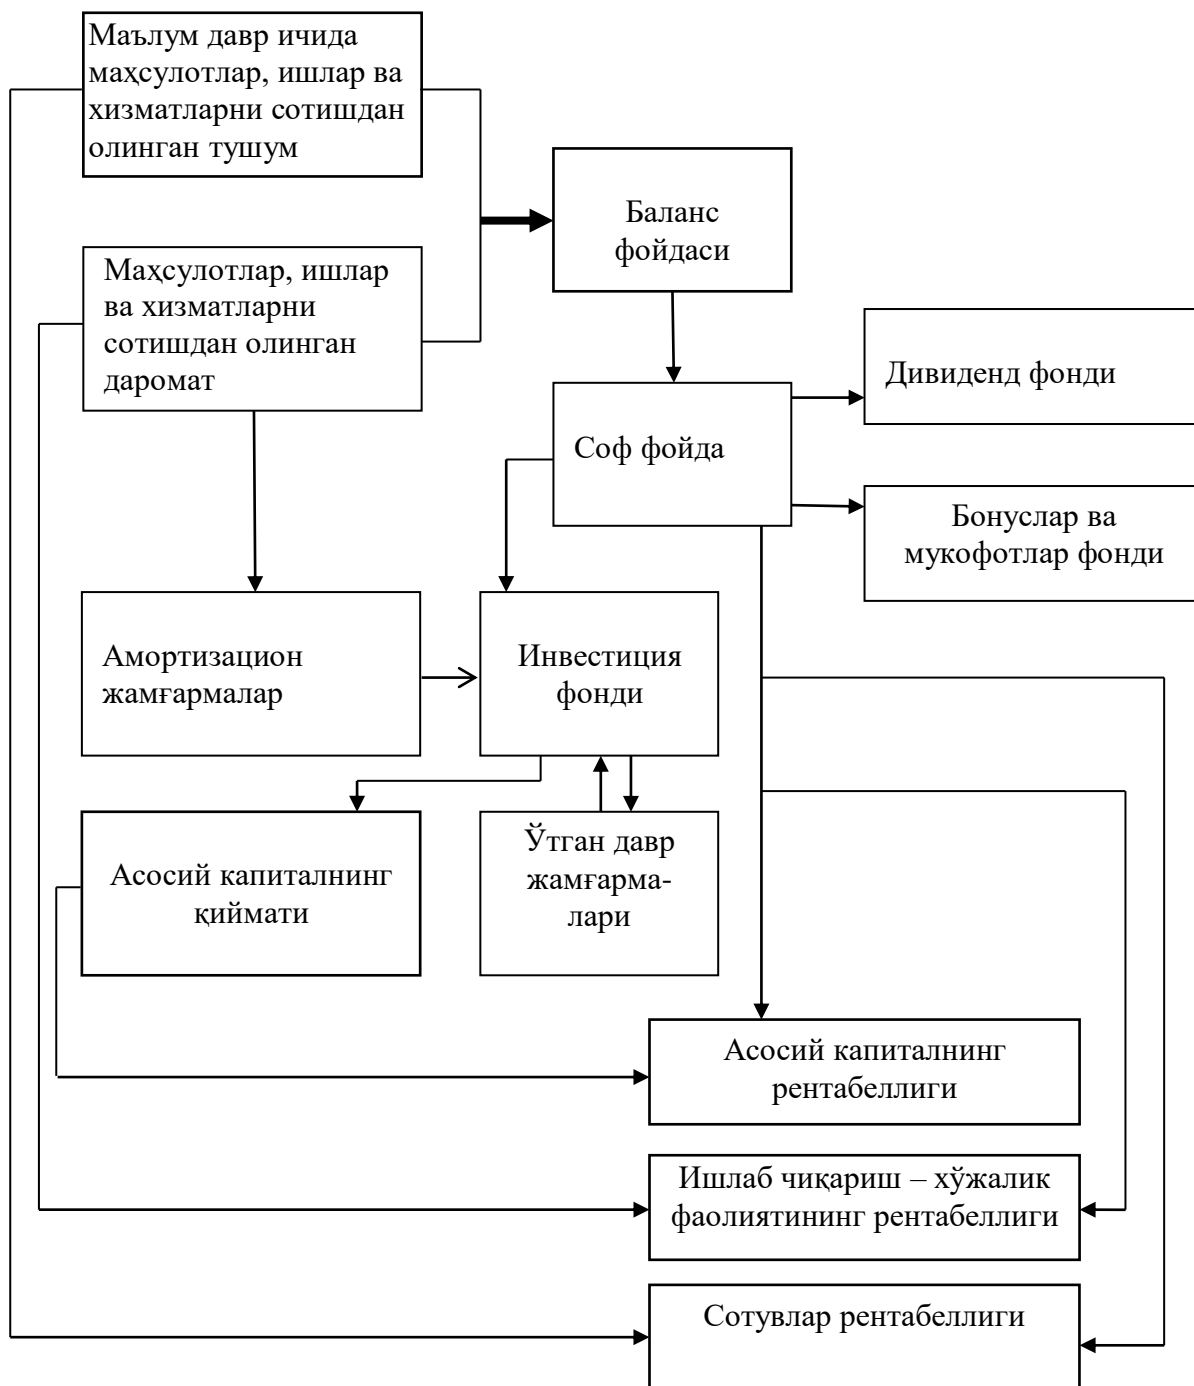 Маълум давр ичида
маҳсулотлар, ишлар ва
хизматларни сотишдан
олинган тушум
Баланс
фойдаси
Маҳсулотлар, ишлар
ва хизматларни
сотишдан олинган
даромат
Дивиденд фонди
Соф фойда
Бонуслар ва
мукофотлар фонди
Амортизацион
жамғармалар
Инвестиция
фонди
Асосий капиталнинг
қиймати
Ўтган давр
жамғарма-
лари
Асосий капиталнинг
рентабеллиги
Ишлаб чиқариш – хўжалик
фаолиятининг рентабеллиги
Сотувлар рентабеллиги